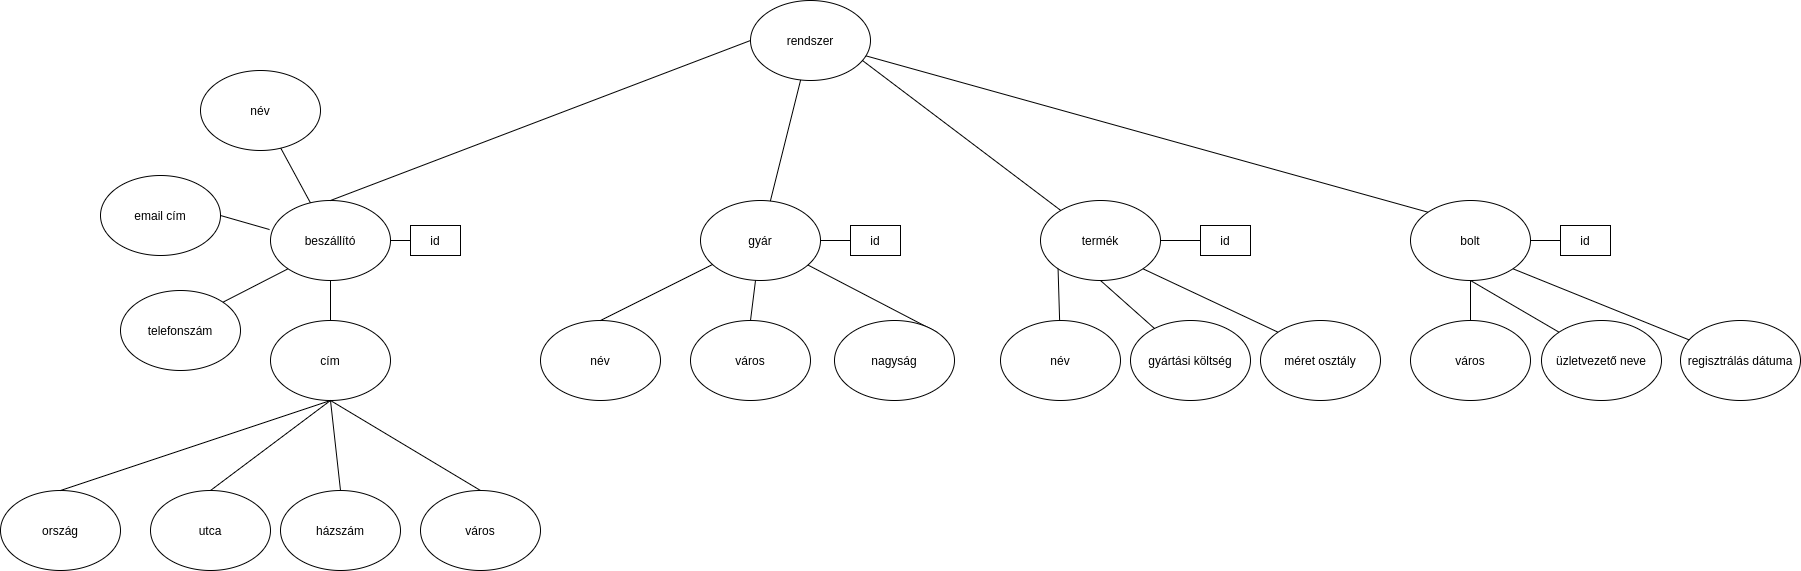 rendszer
név
email cím
beszállító
id
gyár
id
termék
id
bolt
id
telefonszám
cím
név
város
nagyság
név
gyártási költség
méret osztály
város
üzletvezető neve
regisztrálás dátuma
ország
utca
házszám
város